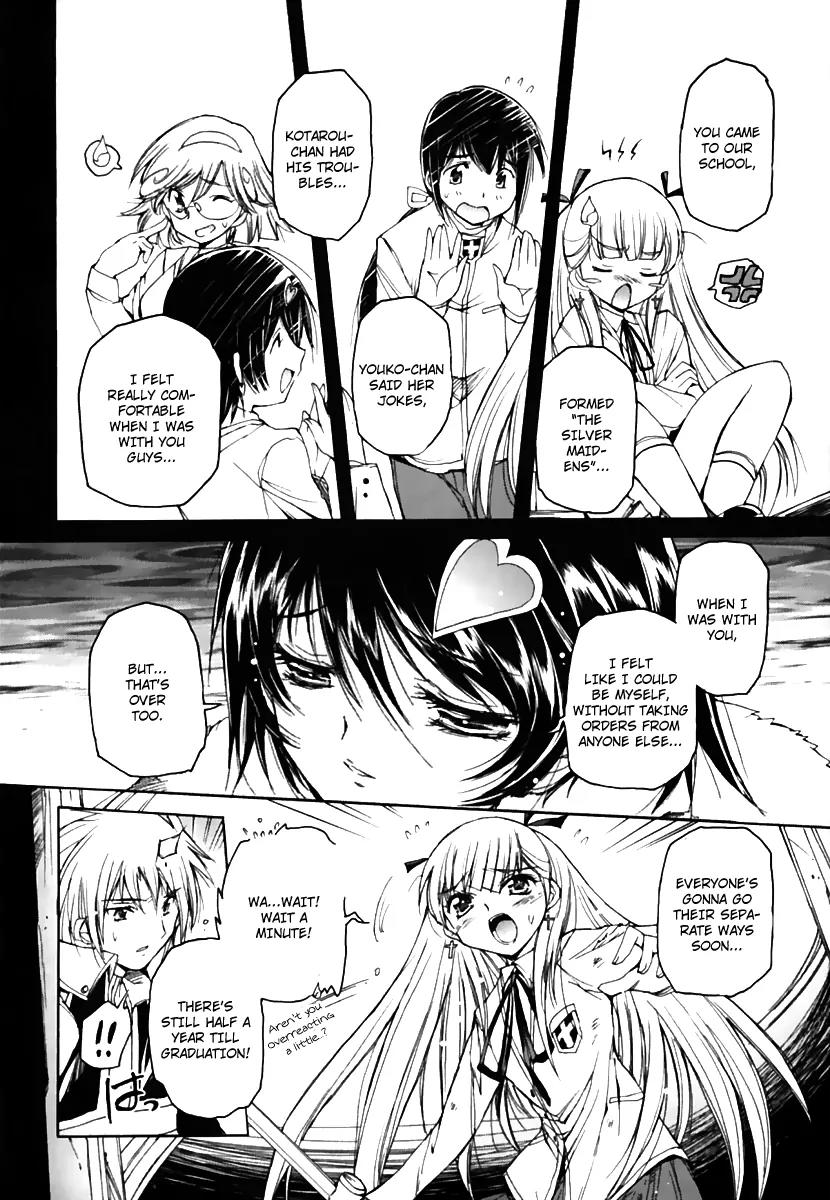 YOU CAME
TO OUR
SCHOOL,
FORMED
"THE
SILVER
MAID-
ENS"...
KOTAROU-
CHAN HAD
HIS TROU-
BLES...
YOUKO-CHAN
SAID HER
JOKES,
I FELT
REALLY COM-
FORTABLE
WHEN I WAS
WITH YOU
GUYS...
WHEN I
WAS WITH
YOU,
I FELT
LIKE I COULD
BE MYSELF,
WITHOUT TAKING
ORDERS FROM
ANYONE ELSE...
BUT...
THAT'S
OVER
TOO.
EVERYONE'S
GONNA GO
THEIR SEPA-
RATE WAYS
SOON...
WA...WAIT!
WAIT A
MINUTE!
Aren't you
overreacting
a little..?
THERE'S
STILL HALF A
YEAR TILL
GRADUATION!
!!
はっ